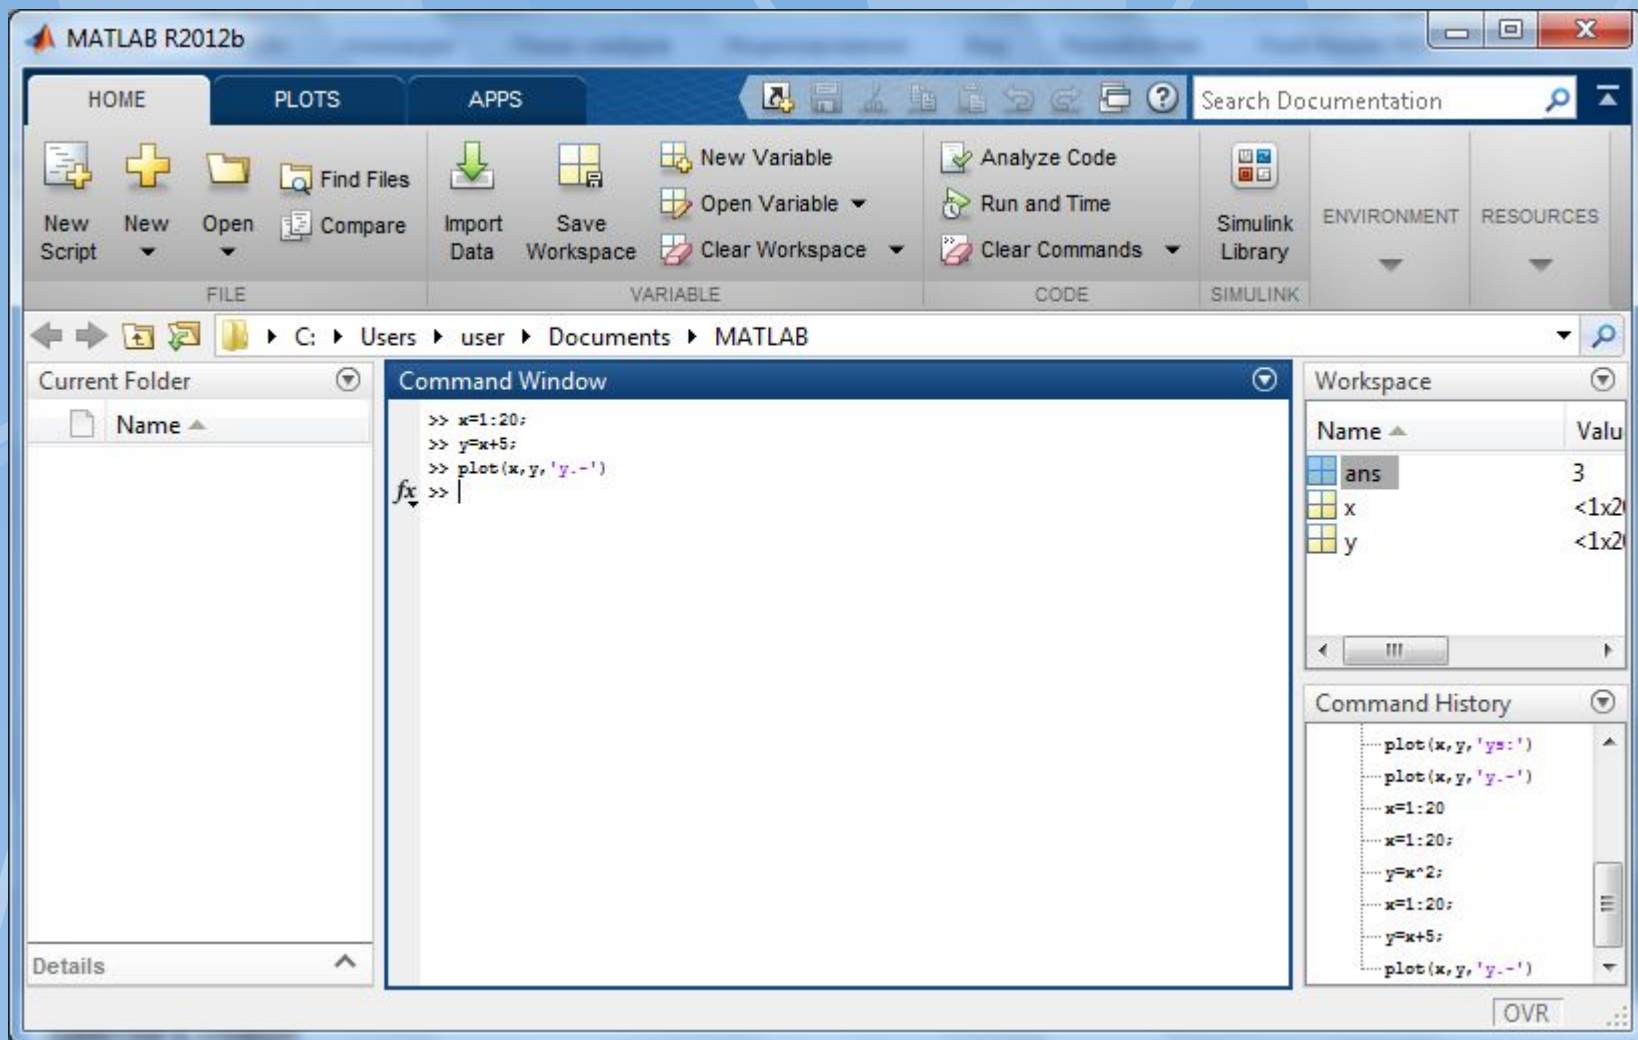 MATLAB R2012b
HOME PLOTS APPS Search Documentation
New Script
New
Open
Find Files
Compare
Import Data
Save Workspace
New Variable
Open Variable
Clear Workspace
Analyze Code
Run and Time
Clear Commands
Simulink Library
ENVIRONMENT
RESOURCES
FILE VARIABLE CODE SIMULINK
C: Users user Documents MATLAB
Current Folder
Name
Details
Command Window
>> x=1:20;
>> y=x+5;
>> plot(x,y,'y.-')
fx >>
Workspace
Name Valu
ans 3
x <1x20
y <1x20
Command History
plot(x,y,'ys:')
plot(x,y,'y.-')
x=1:20
x=1:20;
y=x^2;
x=1:20;
y=x+5;
plot(x,y,'y.-')
OVR